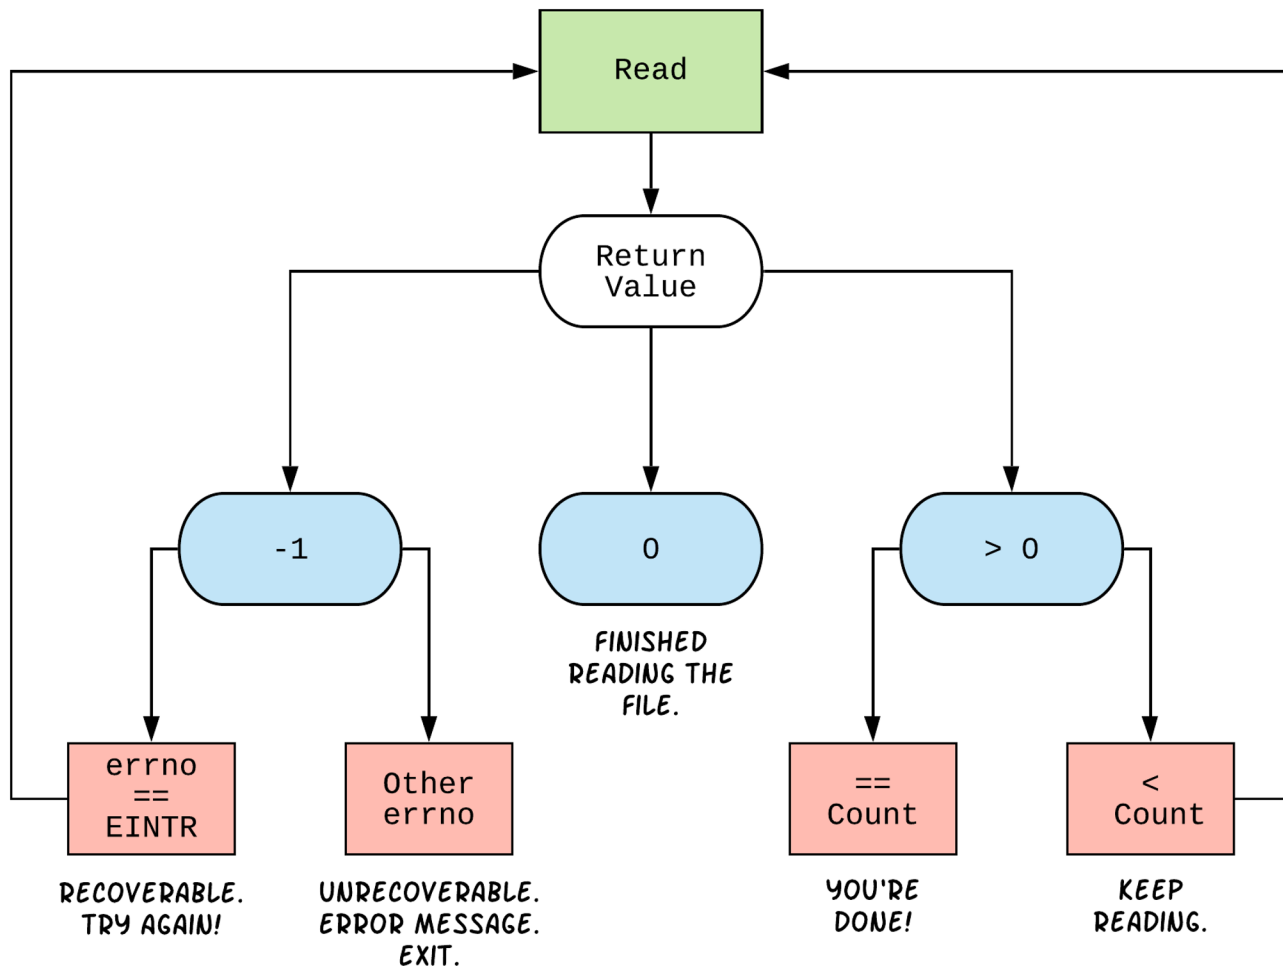 Read
Return
Value
-1
0
> 0
FINISHED
READING THE
FILE.
errno
==
EINTR
Other
errno
==
Count
<
Count
RECOVERABLE.
TRY AGAIN!
UNRECOVERABLE.
ERROR MESSAGE.
EXIT.
YOU'RE
DONE!
KEEP
READING.